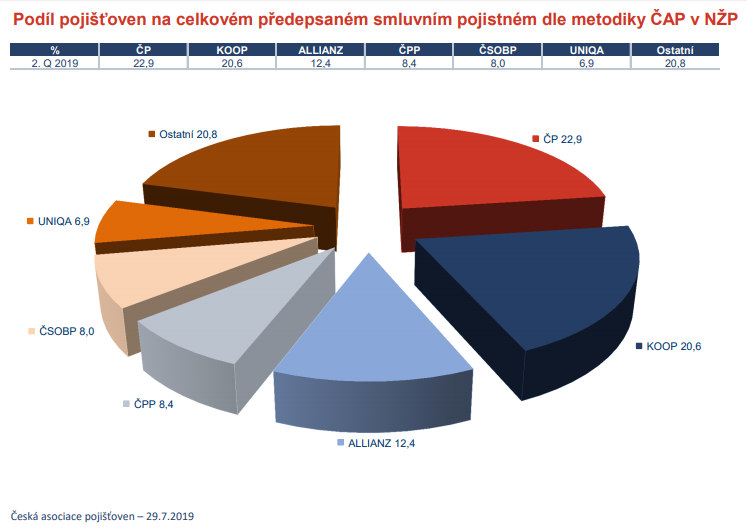 Podíl pojišťoven na celkovém předepsaném smluvním pojistném dle metodiky ČAP v NŽP
% ČP KOOP ALLIANZ ČPP ČSOBP UNIQA Ostatní
2. Q 2019 22,9 20,6 12,4 8,4 8,0 6,9 20,8
Ostatní 20,8
ČP 22,9
UNIQA 6,9
ČSOBP 8,0
KOOP 20,6
ČPP 8,4
ALLIANZ 12,4
Česká asociace pojišťoven – 29.7.2019